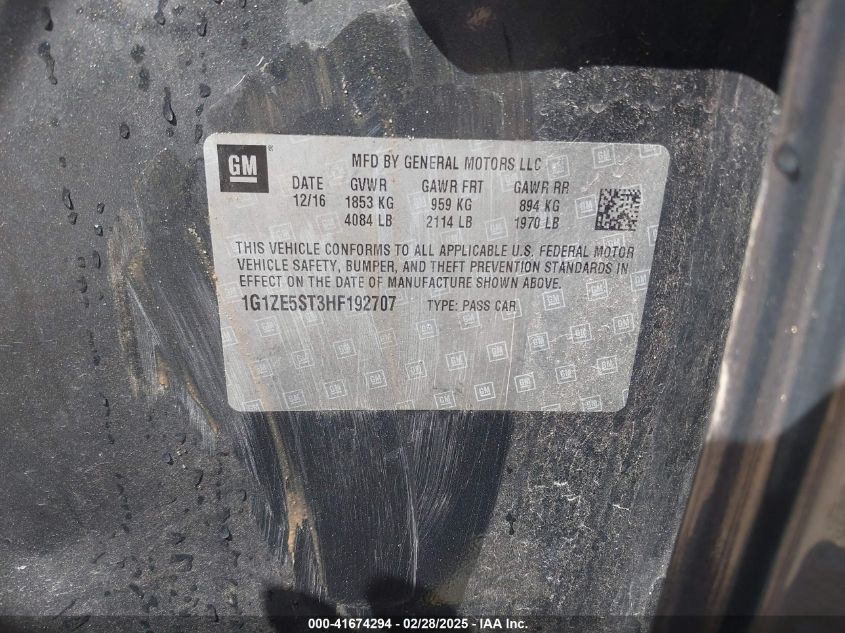 GM ® MFD BY GENERAL MOTORS LLC
DATE GVWR GAWR FRT GAWR RR
12/16 1853 KG 959 KG 894 KG
4084 LB 2114 LB 1970 LB
THIS VEHICLE CONFORMS TO ALL APPLICABLE U.S. FEDERAL MOTOR
VEHICLE SAFETY, BUMPER, AND THEFT PREVENTION STANDARDS IN
EFFECT ON THE DATE OF MANUFACTURE SHOWN ABOVE.
1G1ZE5ST3HF192707 TYPE: PASS CAR
000-41674294 - 02/28/2025 - IAA Inc.